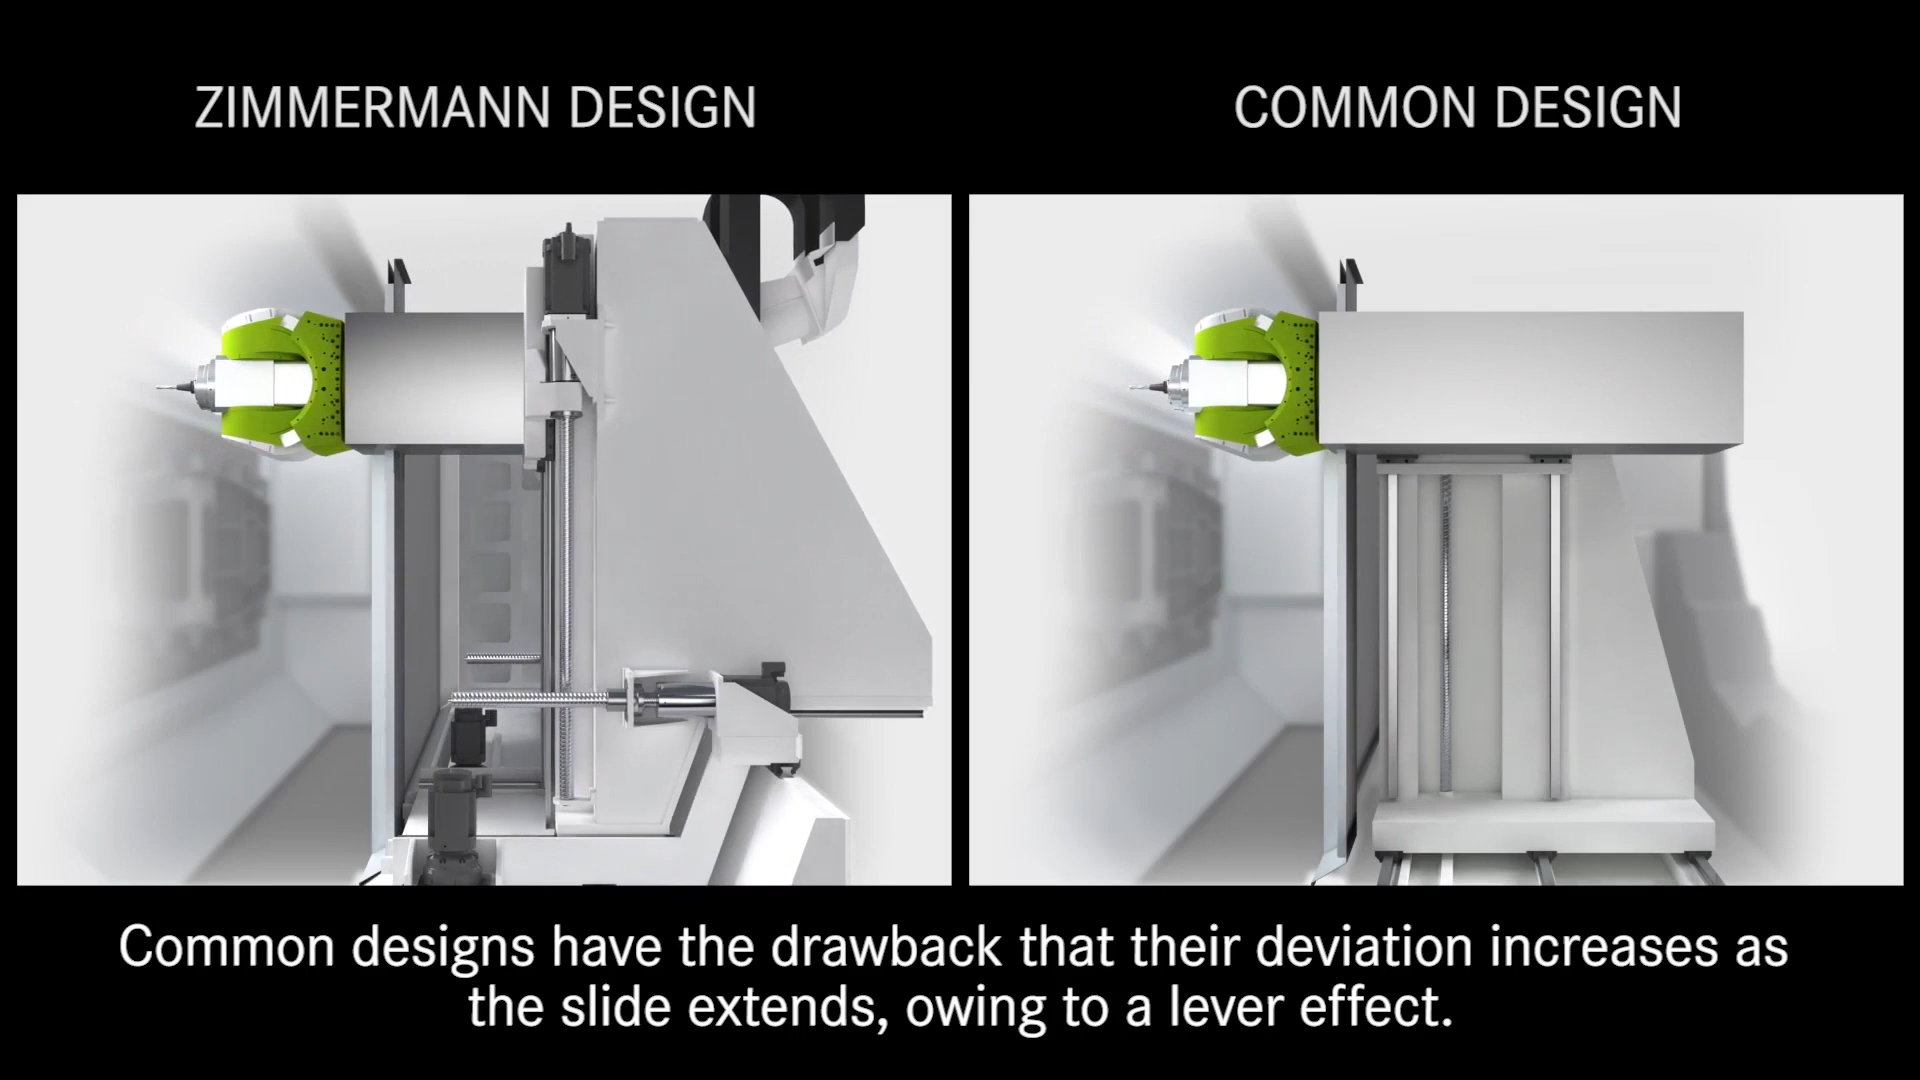 ZIMMERMANN DESIGN
COMMON DESIGN
Common designs have the drawback that their deviation increases as
the slide extends, owing to a lever effect.